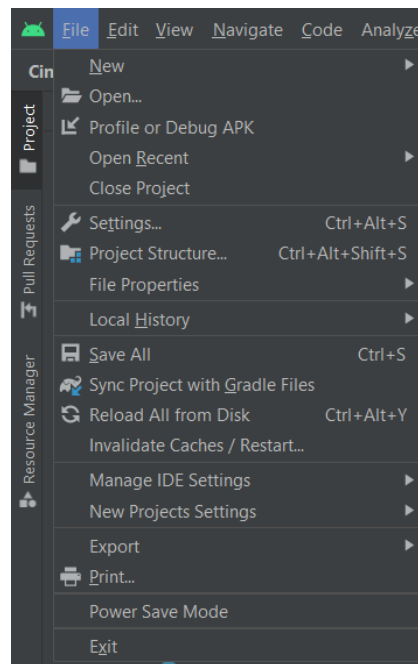 File Edit View Navigate Code Analyze
Cin
New
Open...
Profile or Debug APK
Open Recent
Close Project
Settings... Ctrl+Alt+S
Project Structure... Ctrl+Alt+Shift+S
File Properties
Local History
Save All Ctrl+S
Sync Project with Gradle Files
Reload All from Disk Ctrl+Alt+Y
Invalidate Caches / Restart...
Manage IDE Settings
New Projects Settings
Export
Print...
Power Save Mode
Exit
Project
Pull Requests
Resource Manager